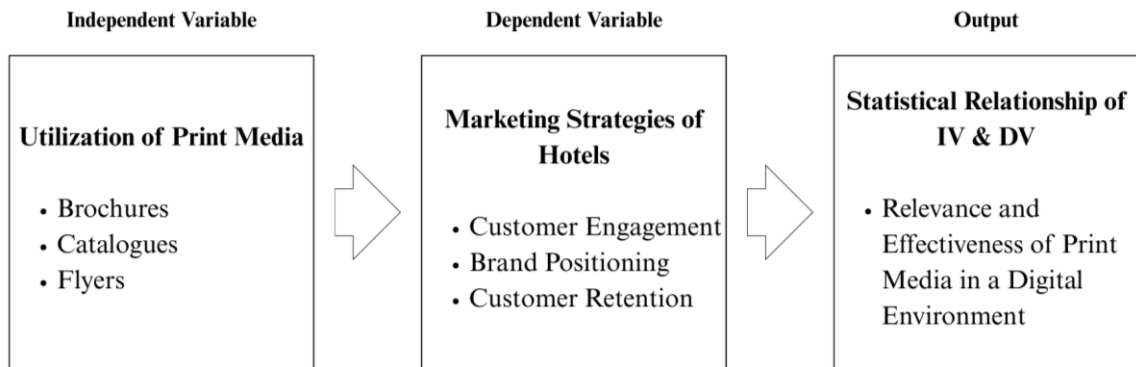 Independent Variable
Dependent Variable
Output
Utilization of Print Media
• Brochures
• Catalogues
• Flyers
Marketing Strategies of
Hotels
• Customer Engagement
• Brand Positioning
• Customer Retention
Statistical Relationship of
IV & DV
• Relevance and
Effectiveness of Print
Media in a Digital
Environment